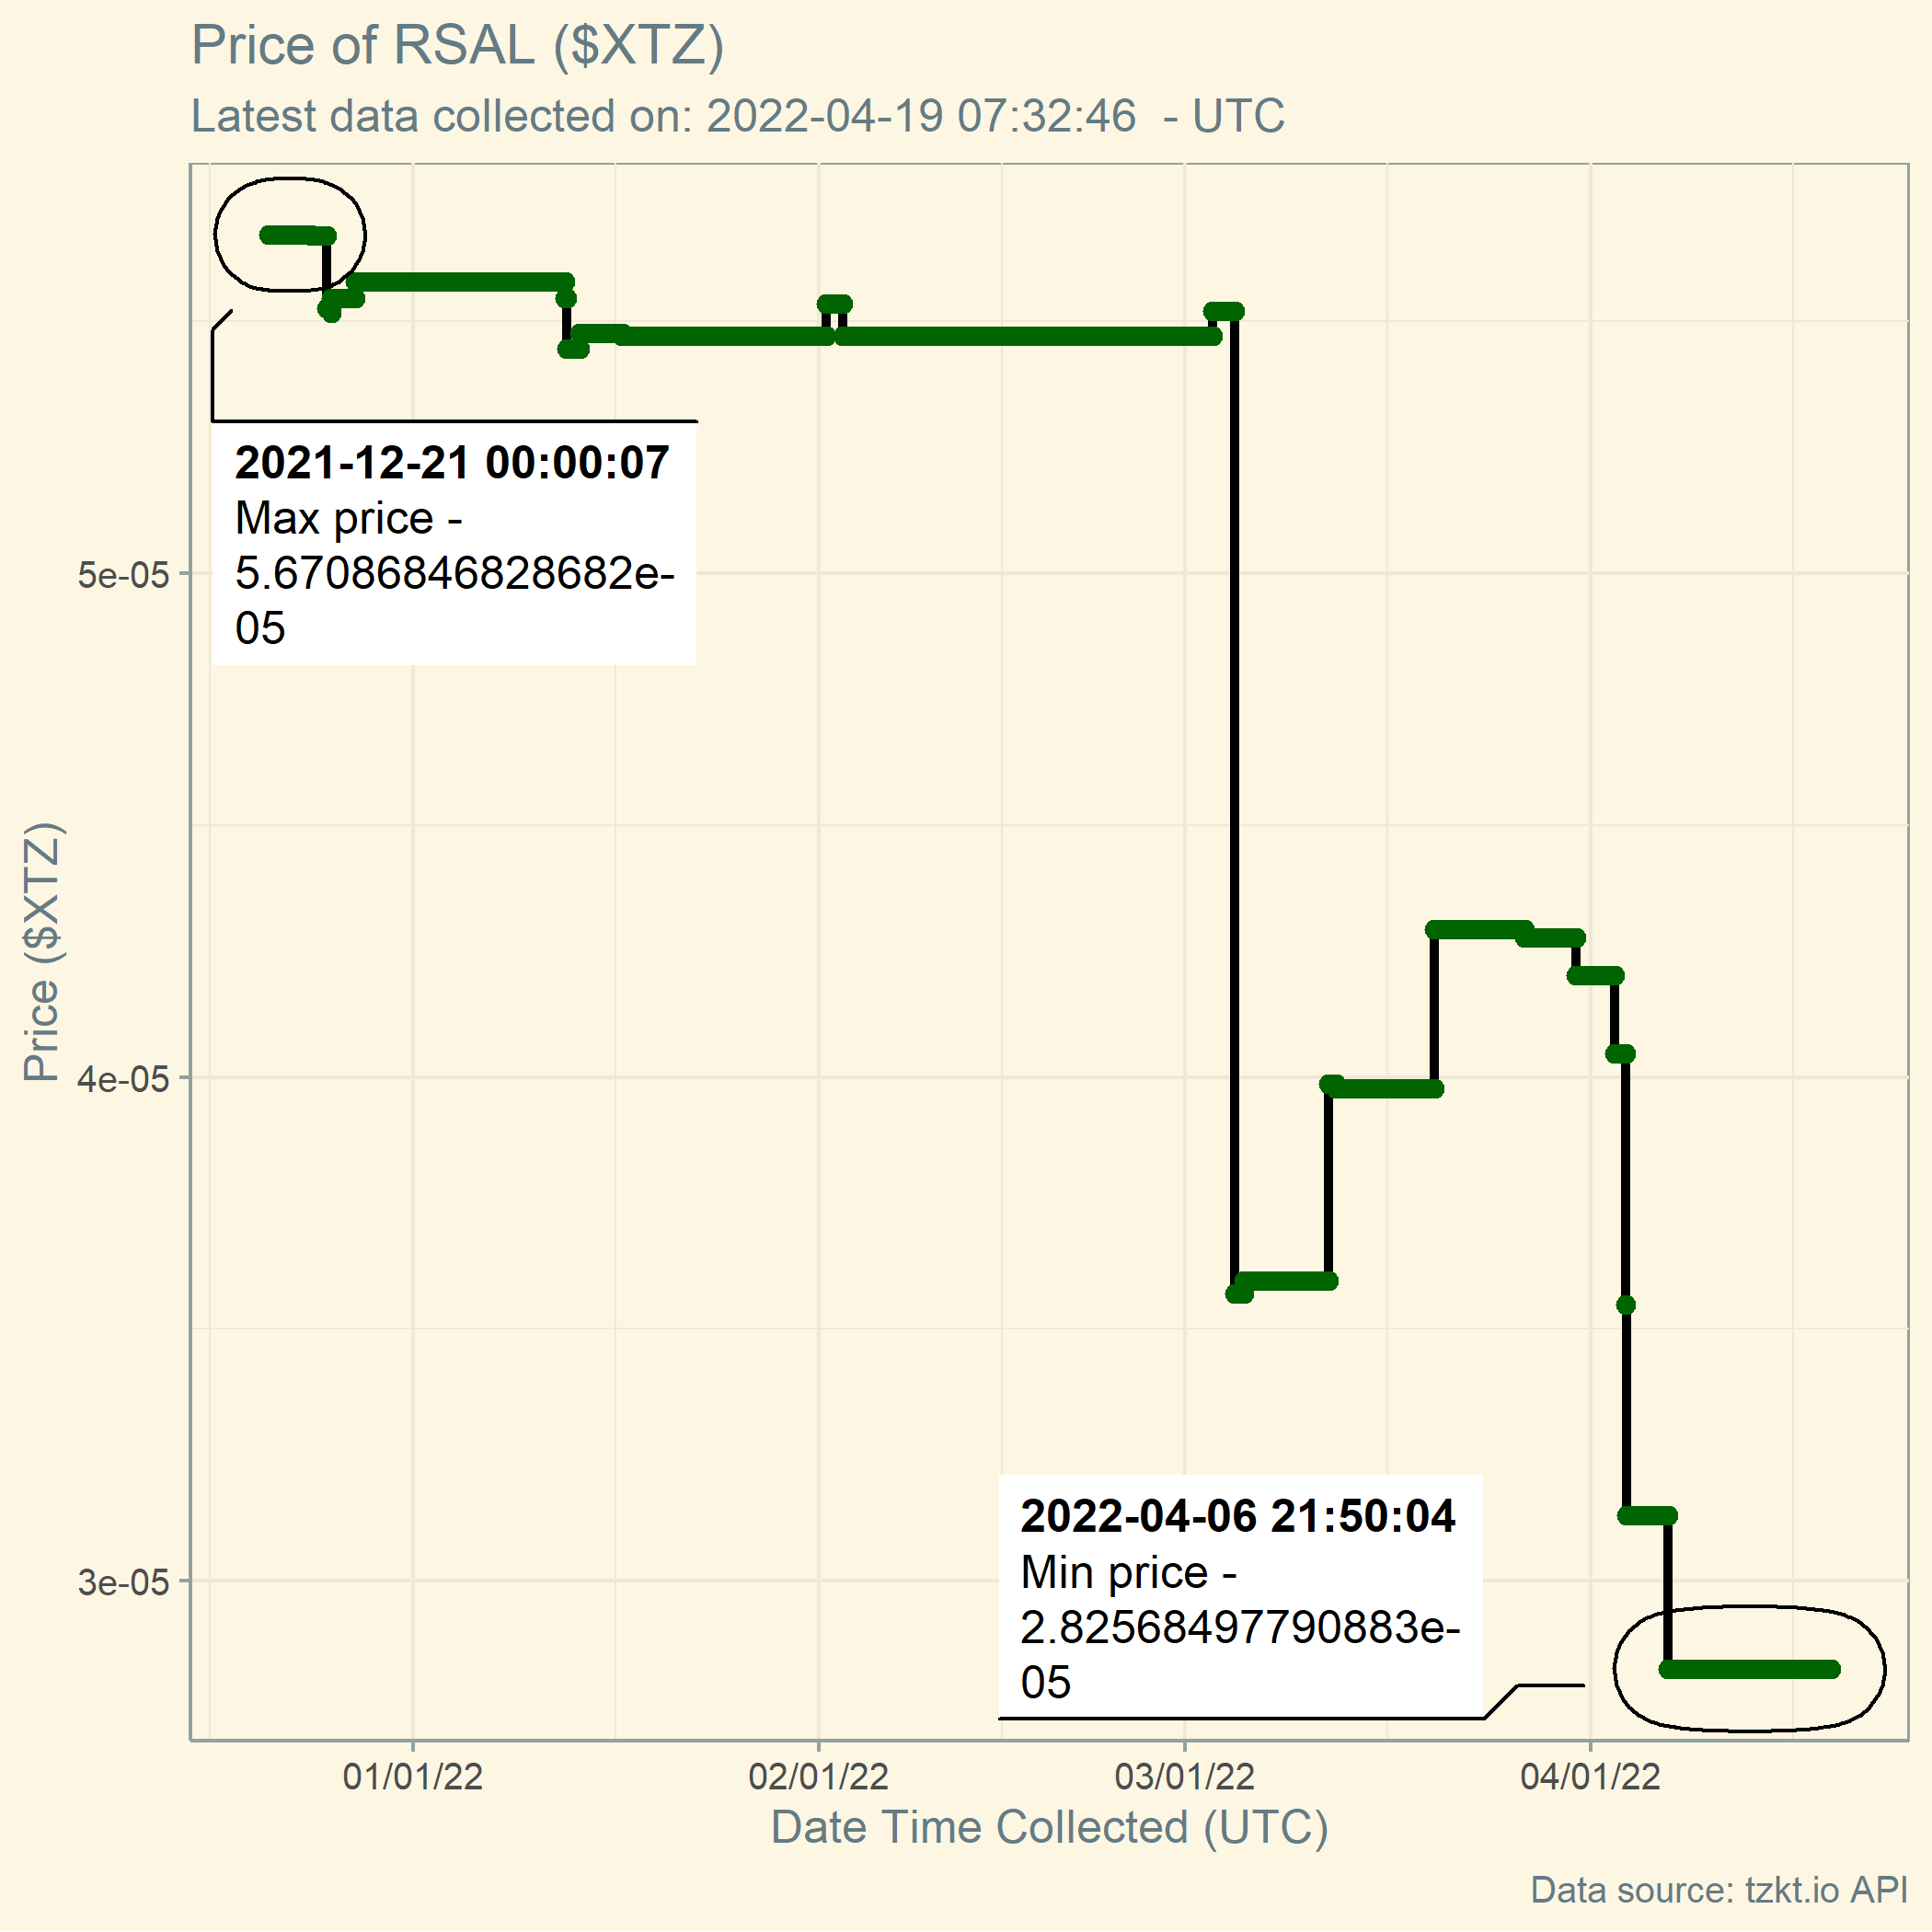 Price of RSAL ($XTZ)
Latest data collected on: 2022-04-19 07:32:46  - UTC
2021-12-21 00:00:07
Max price -
5.67086846828682e-
05
5e-05
4e-05
3e-05
Price ($XTZ)
2022-04-06 21:50:04
Min price -
2.82568497790883e-
05
01/01/22
02/01/22
03/01/22
04/01/22
Date Time Collected (UTC)
Data source: tzkt.io API